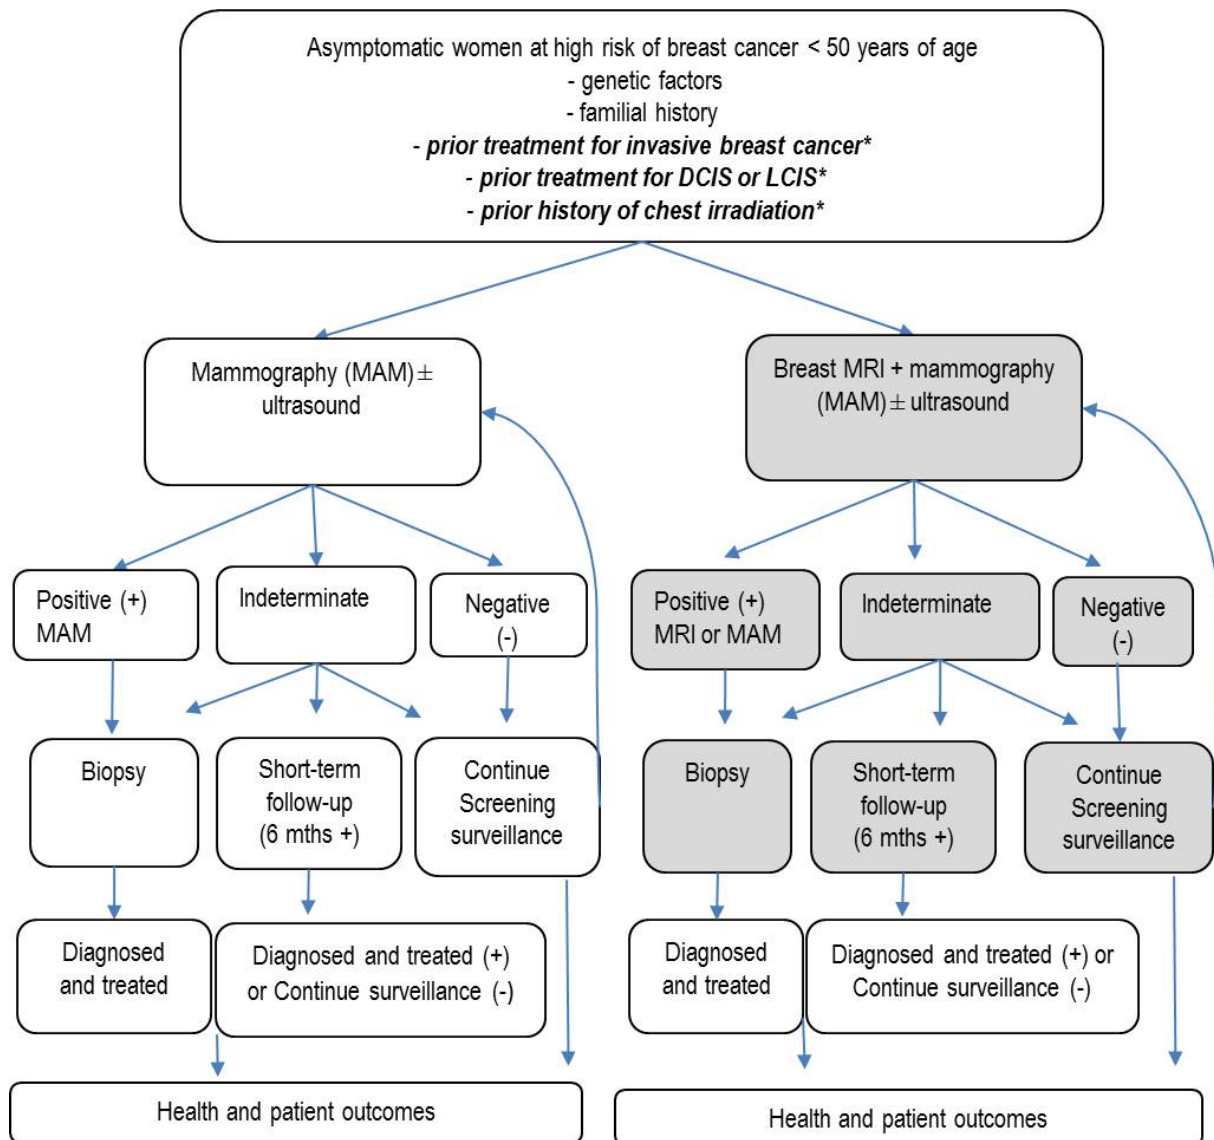 Asymptomatic women at high risk of breast cancer < 50 years of age
- genetic factors
- familial history
- prior treatment for invasive breast cancer*
- prior treatment for DCIS or LCIS*
- prior history of chest irradiation*
Mammography (MAM) ±
ultrasound
Breast MRI + mammography
(MAM) ± ultrasound
Positive (+)
MAM
Indeterminate
Negative
(-)
Positive (+)
MRI or MAM
Indeterminate
Negative
(-)
Biopsy
Short-term
follow-up
(6 mths +)
Continue
Screening
surveillance
Biopsy
Short-term
follow-up
(6 mths +)
Continue
Screening
surveillance
Diagnosed
and treated
Diagnosed and treated (+)
or Continue surveillance (-)
Diagnosed
and treated
Diagnosed and treated (+) or
Continue surveillance (-)
Health and patient outcomes
Health and patient outcomes